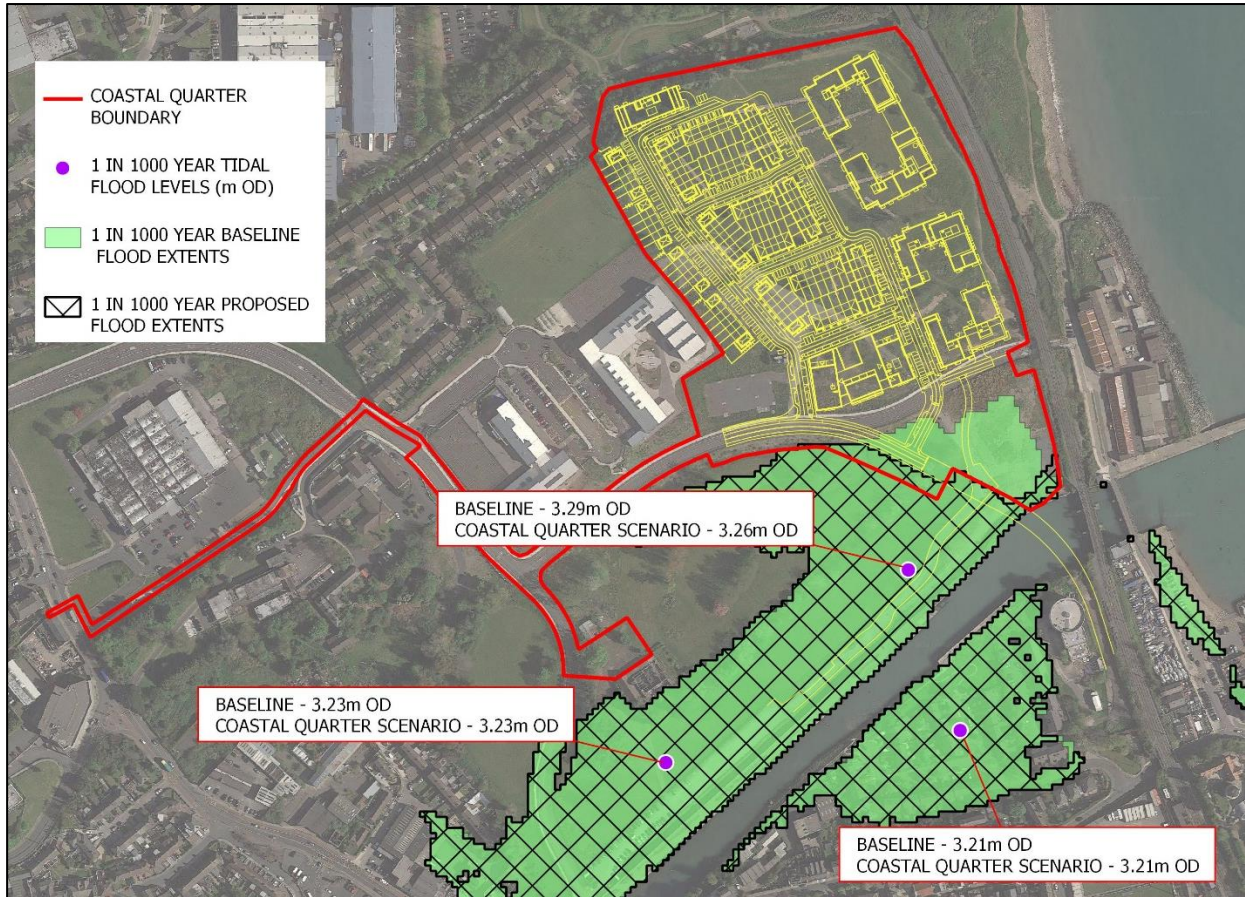 COASTAL QUARTER
BOUNDARY
1 IN 1000 YEAR TIDAL
FLOOD LEVELS (m OD)
1 IN 1000 YEAR BASELINE
FLOOD EXTENTS
1 IN 1000 YEAR PROPOSED
FLOOD EXTENTS
BASELINE - 3.29m OD
COASTAL QUARTER SCENARIO - 3.26m OD
BASELINE - 3.23m OD
COASTAL QUARTER SCENARIO - 3.23m OD
BASELINE - 3.21m OD
COASTAL QUARTER SCENARIO - 3.21m OD